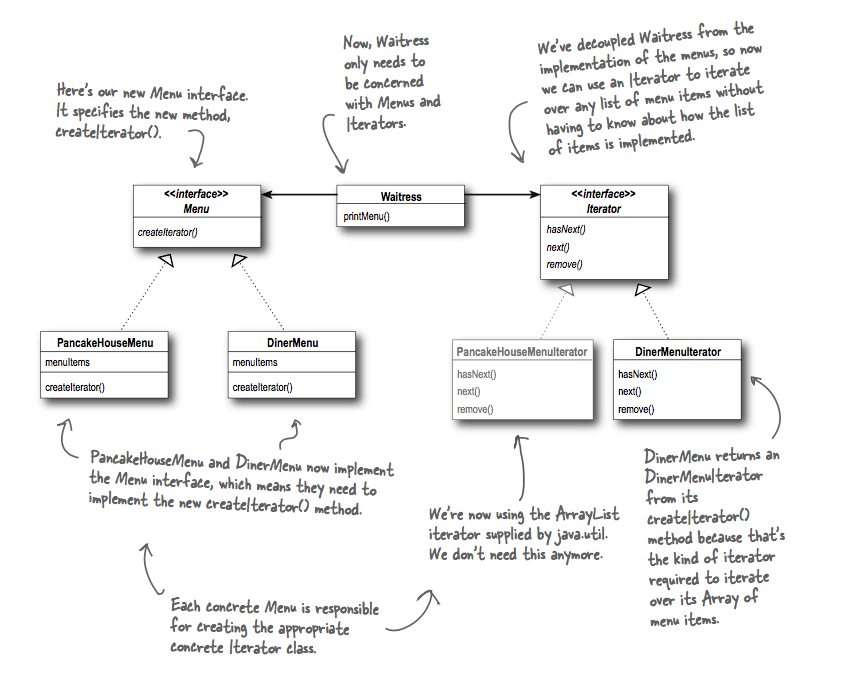 Here's our new Menu interface.
It specifies the new method,
createIterator().
Now, Waitress
only needs to
be concerned
with Menus and
Iterators.
We've decoupled Waitress from the
implementation of the menus, so now
we can use an Iterator to iterate
over any list of menu items without
having to know about how the list
of items is implemented.
<<interface>>
Menu
createIterator()
Waitress
printMenu()
<<interface>>
Iterator
hasNext()
next()
remove()
PancakeHouseMenu
menuItems
createIterator()
DinerMenu
menuItems
createIterator()
PancakeHouseMenuIterator
hasNext()
next()
remove()
DinerMenuIterator
hasNext()
next()
remove()
PancakeHouseMenu and DinerMenu now implement
the Menu interface, which means they need to
implement the new createIterator() method.
We're now using the ArrayList
iterator supplied by java.util.
We don't need this anymore.
DinerMenu returns an
DinerMenuIterator
from its
createIterator()
method because that's
the kind of iterator
required to iterate
over its Array of
menu items.
Each concrete Menu is responsible
for creating the appropriate
concrete Iterator class.